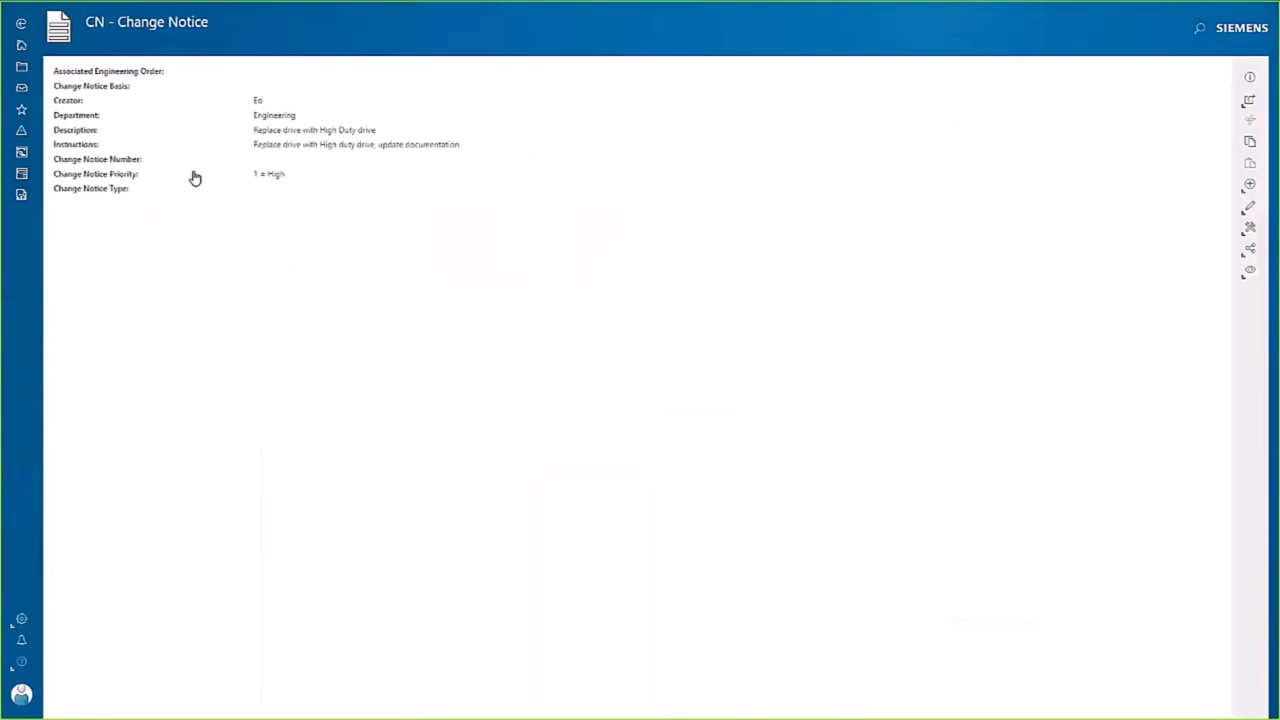 CN - Change Notice
SIEMENS
Associated Engineering Order:
Change Notice Basis:
Creator: Ed
Department: Engineering
Description: Replace drive with High Duty drive
Instructions: Replace drive with High duty drive, update documentation
Change Notice Number:
Change Notice Priority: 1 = High
Change Notice Type: